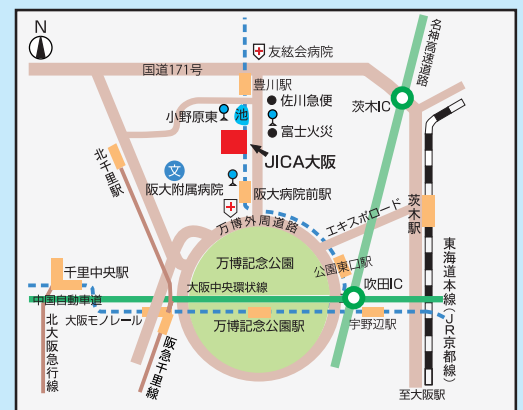 N
友紘会病院
名神高速道路
国道171号
豊川駅
佐川急便
茨木IC
小野原東
池
富士火災
JICA大阪
北千里駅
文
阪大附属病院
阪大病院前駅
茨木駅
万博外周道路
エキスポロード
万博記念公園
公園東口駅
千里中央駅
大阪中央環状線
吹田IC
中国自動車道
大阪モノレール
万博記念公園駅
宇野辺駅
東海道本線(JR京都線)
北大阪急行線
阪急千里線
至大阪駅